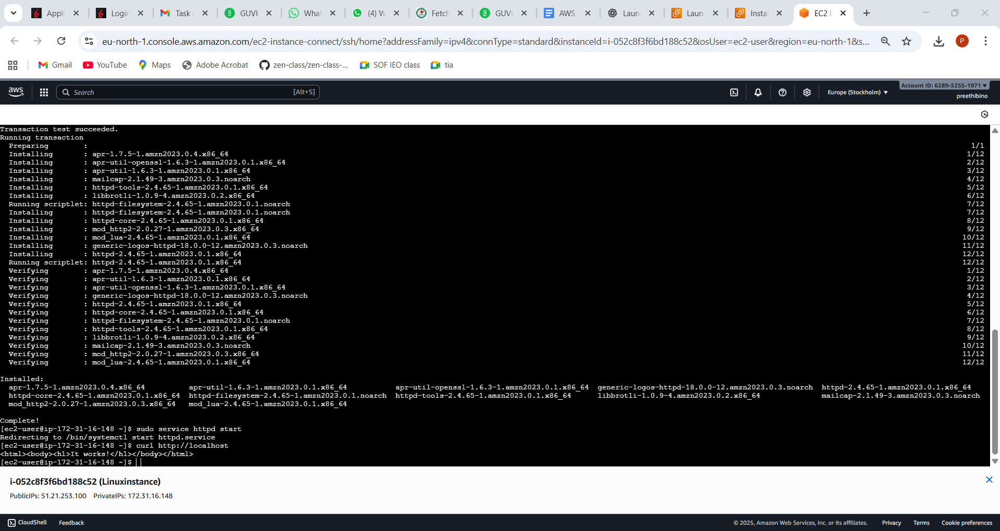 Appli
Login
Task
GUVI
What
(4) W
Fetch
GUVI
AWS
Laun
Laun
Insta
EC2
eu-north-1.console.aws.amazon.com/ec2-instance-connect/ssh/home?addressFamily=ipv4&connType=standard&instanceId=i-052c8f3f6bd188c52&osUser=ec2-user&region=eu-north-1&s...
P
Gmail
YouTube
Maps
Adobe Acrobat
zen-class/zen-class-...
SOF IEO class
tia
aws
Search
[Alt+S]
Europe (Stockholm)
Account ID: 6289-5255-1971
preethibino
Transaction test succeeded.
Running transaction
Preparing : 1/1
Installing : apr-1.7.5-1.amzn2023.0.4.x86_64 1/12
Installing : apr-util-openssl-1.6.3-1.amzn2023.0.1.x86_64 2/12
Installing : apr-util-1.6.3-1.amzn2023.0.1.x86_64 3/12
Installing : mailcap-2.1.49-3.amzn2023.0.3.noarch 4/12
Installing : httpd-tools-2.4.65-1.amzn2023.0.1.x86_64 5/12
Installing : libbrotli-1.0.9-4.amzn2023.0.2.x86_64 6/12
Running scriptlet: httpd-filesystem-2.4.65-1.amzn2023.0.1.noarch 7/12
Installing : httpd-filesystem-2.4.65-1.amzn2023.0.1.noarch 7/12
Installing : httpd-core-2.4.65-1.amzn2023.0.1.x86_64 8/12
Installing : mod_http2-2.0.27-1.amzn2023.0.3.x86_64 9/12
Installing : mod_lua-2.4.65-1.amzn2023.0.1.x86_64 10/12
Installing : generic-logos-httpd-18.0.0-12.amzn2023.0.3.noarch 11/12
Installing : httpd-2.4.65-1.amzn2023.0.1.x86_64 12/12
Running scriptlet: httpd-2.4.65-1.amzn2023.0.1.x86_64 12/12
Verifying : apr-1.7.5-1.amzn2023.0.4.x86_64 1/12
Verifying : apr-util-1.6.3-1.amzn2023.0.1.x86_64 2/12
Verifying : apr-util-openssl-1.6.3-1.amzn2023.0.1.x86_64 3/12
Verifying : generic-logos-httpd-18.0.0-12.amzn2023.0.3.noarch 4/12
Verifying : httpd-2.4.65-1.amzn2023.0.1.x86_64 5/12
Verifying : httpd-core-2.4.65-1.amzn2023.0.1.x86_64 6/12
Verifying : httpd-filesystem-2.4.65-1.amzn2023.0.1.noarch 7/12
Verifying : httpd-tools-2.4.65-1.amzn2023.0.1.x86_64 8/12
Verifying : libbrotli-1.0.9-4.amzn2023.0.2.x86_64 9/12
Verifying : mailcap-2.1.49-3.amzn2023.0.3.noarch 10/12
Verifying : mod_http2-2.0.27-1.amzn2023.0.3.x86_64 11/12
Verifying : mod_lua-2.4.65-1.amzn2023.0.1.x86_64 12/12
Installed:
apr-1.7.5-1.amzn2023.0.4.x86_64 apr-util-1.6.3-1.amzn2023.0.1.x86_64 apr-util-openssl-1.6.3-1.amzn2023.0.1.x86_64 generic-logos-httpd-18.0.0-12.amzn2023.0.3.noarch httpd-2.4.65-1.amzn2023.0.1.x86_64
httpd-core-2.4.65-1.amzn2023.0.1.x86_64 httpd-filesystem-2.4.65-1.amzn2023.0.1.noarch httpd-tools-2.4.65-1.amzn2023.0.1.x86_64 libbrotli-1.0.9-4.amzn2023.0.2.x86_64 mailcap-2.1.49-3.amzn2023.0.3.noarch
mod_http2-2.0.27-1.amzn2023.0.3.x86_64 mod_lua-2.4.65-1.amzn2023.0.1.x86_64
Complete!
[ec2-user@ip-172-31-16-148 ~]$ sudo service httpd start
Redirecting to /bin/systemctl start httpd.service
[ec2-user@ip-172-31-16-148 ~]$ curl http://localhost
<html><body><h1>It works!</h1></body></html>
[ec2-user@ip-172-31-16-148 ~]$
i-052c8f3f6bd188c52 (Linuxinstance)
PublicIPs: 51.21.253.100 PrivateIPs: 172.31.16.148
CloudShell
Feedback
© 2025, Amazon Web Services, Inc. or its affiliates.
Privacy
Terms
Cookie preferences